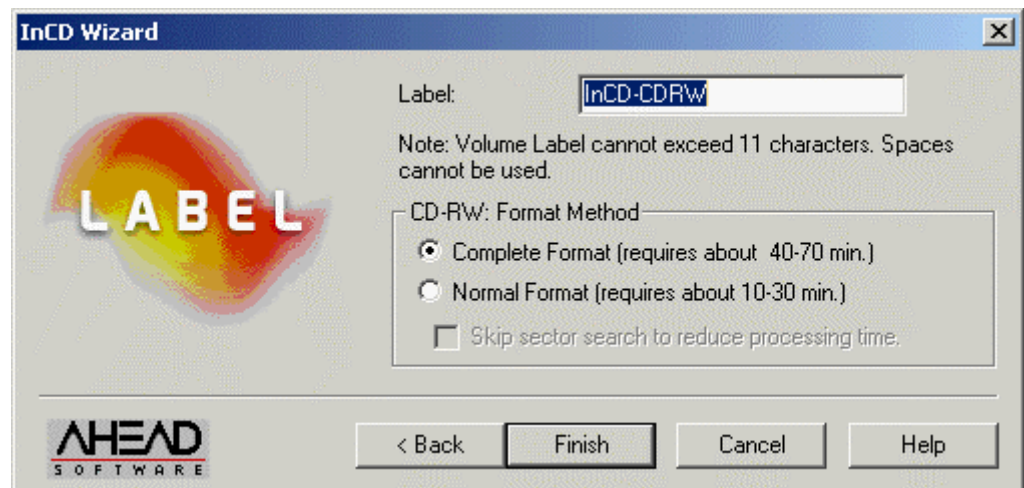 InCD Wizard
Label:
InCD-CDRW
Note: Volume Label cannot exceed 11 characters. Spaces
cannot be used.
LABEL
CD-RW: Format Method
Complete Format (requires about  40-70 min.)
Normal Format (requires about 10-30 min.)
Skip sector search to reduce processing time.
AHEAD
SOFTWARE
< Back
Finish
Cancel
Help